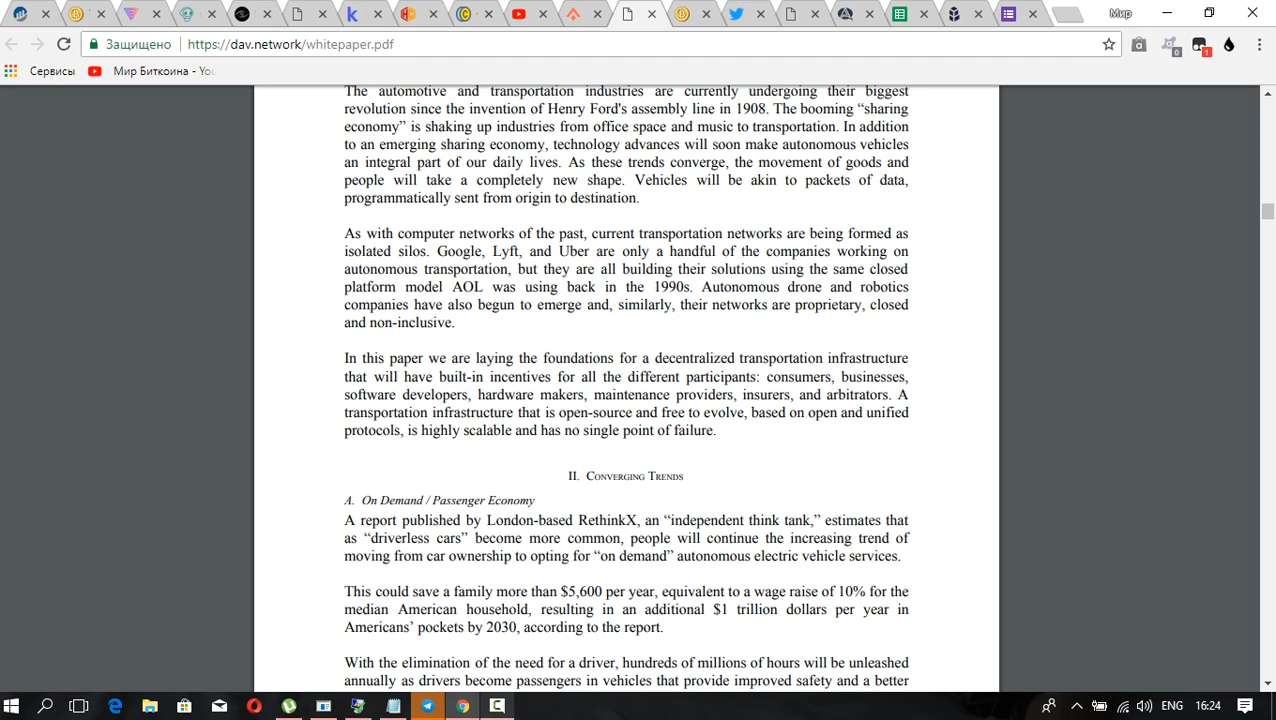 Мир
Защищено
https://dav.network/whitepaper.pdf
0
1
Сервисы
Мир Биткоина - You
The automotive and transportation industries are currently undergoing their biggest
revolution since the invention of Henry Ford's assembly line in 1908. The booming “sharing
economy” is shaking up industries from office space and music to transportation. In addition
to an emerging sharing economy, technology advances will soon make autonomous vehicles
an integral part of our daily lives. As these trends converge, the movement of goods and
people will take a completely new shape. Vehicles will be akin to packets of data,
programmatically sent from origin to destination.
As with computer networks of the past, current transportation networks are being formed as
isolated silos. Google, Lyft, and Uber are only a handful of the companies working on
autonomous transportation, but they are all building their solutions using the same closed
platform model AOL was using back in the 1990s. Autonomous drone and robotics
companies have also begun to emerge and, similarly, their networks are proprietary, closed
and non-inclusive.
In this paper we are laying the foundations for a decentralized transportation infrastructure
that will have built-in incentives for all the different participants: consumers, businesses,
software developers, hardware makers, maintenance providers, insurers, and arbitrators. A
transportation infrastructure that is open-source and free to evolve, based on open and unified
protocols, is highly scalable and has no single point of failure.
II. Converging Trends
A. On Demand / Passenger Economy
A report published by London-based RethinkX, an “independent think tank,” estimates that
as “driverless cars” become more common, people will continue the increasing trend of
moving from car ownership to opting for “on demand” autonomous electric vehicle services.
This could save a family more than $5,600 per year, equivalent to a wage raise of 10% for the
median American household, resulting in an additional $1 trillion dollars per year in
Americans’ pockets by 2030, according to the report.
With the elimination of the need for a driver, hundreds of millions of hours will be unleashed
annually as drivers become passengers in vehicles that provide improved safety and a better
ENG
16:24